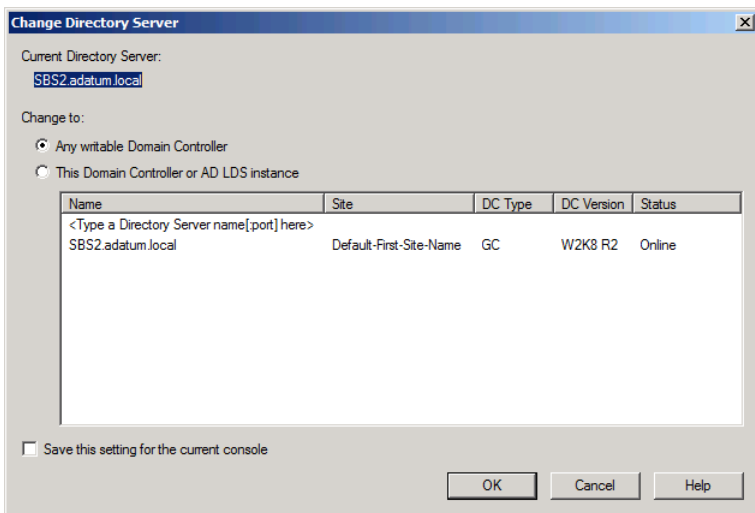 Change Directory Server
Current Directory Server:
SBS2.adatum.local
Change to:
Any writable Domain Controller
This Domain Controller or AD LDS instance
Name Site DC Type DC Version Status
<Type a Directory Server name[:port] here>
SBS2.adatum.local Default-First-Site-Name GC W2K8 R2 Online
Save this setting for the current console
OK Cancel Help